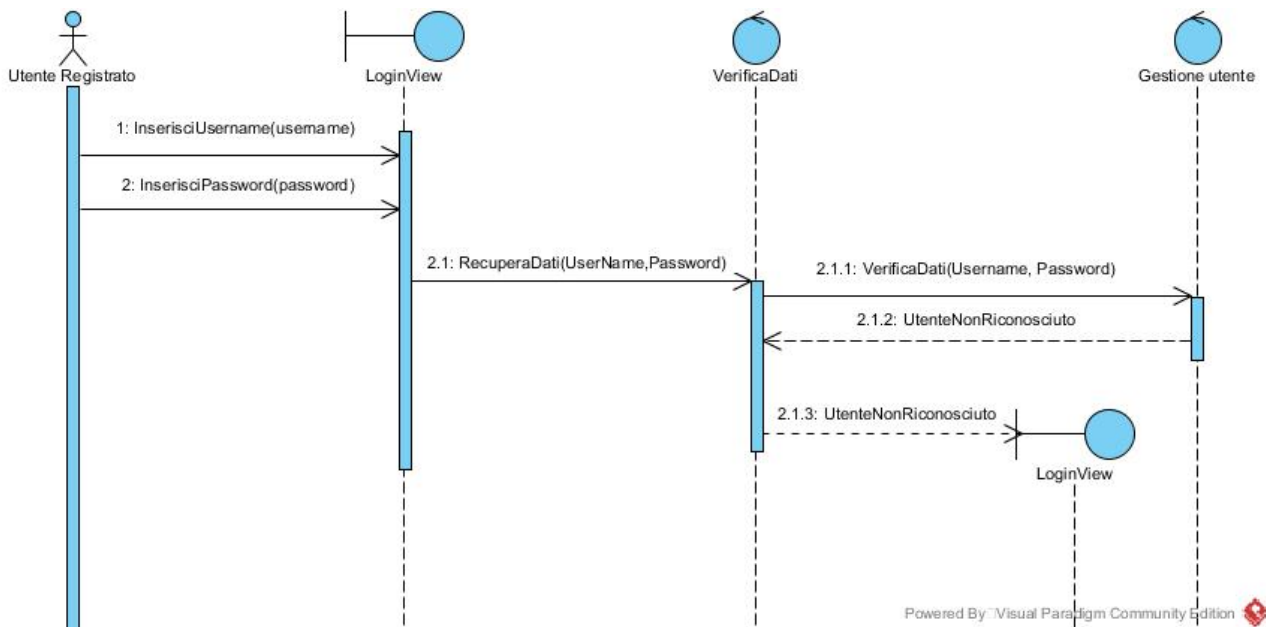 Utente Registrato
LoginView
VerificaDati
Gestione utente
1: InserisciUsername(username)
2: InserisciPassword(password)
2.1: RecuperaDati(UserName,Password)
2.1.1: VerificaDati(Username, Password)
2.1.2: UtenteNonRiconosciuto
2.1.3: UtenteNonRiconosciuto
LoginView
Powered By Visual Paradigm Community Edition